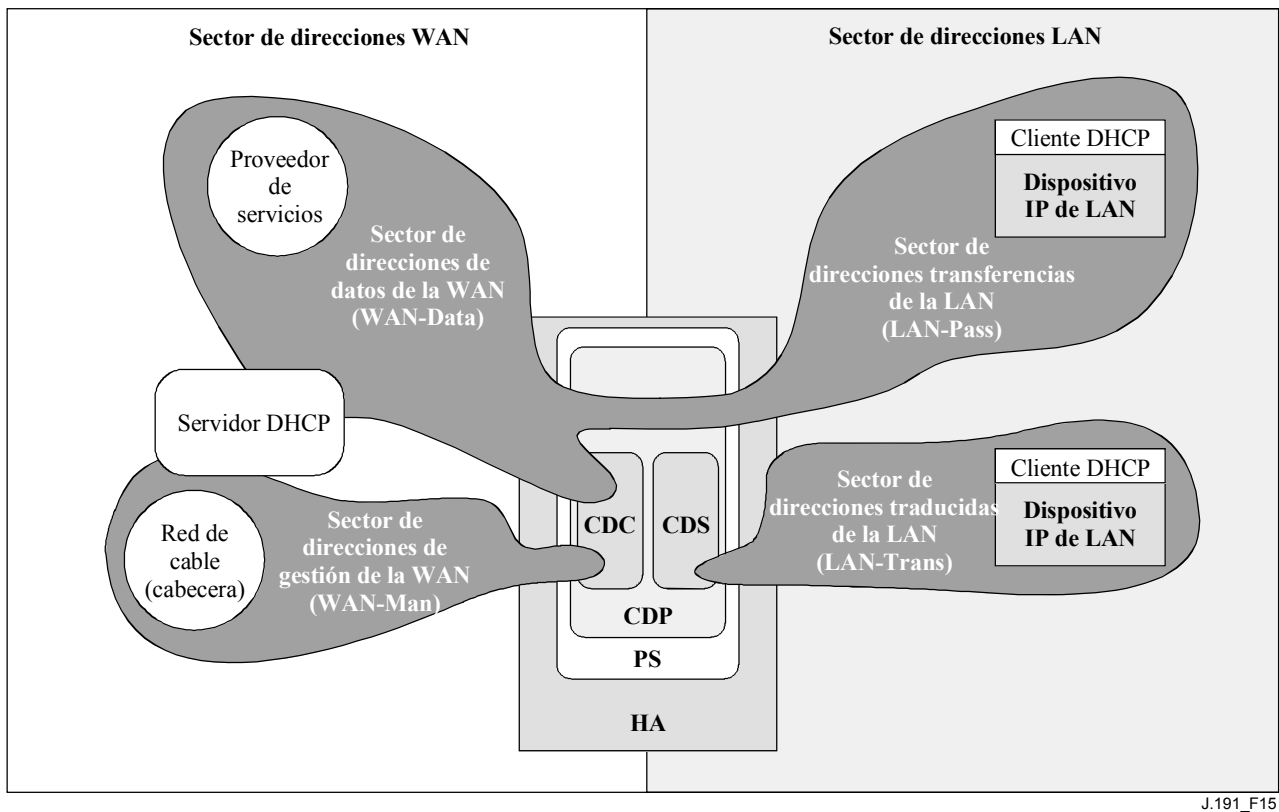 Sector de direcciones WAN
Sector de direcciones LAN
Proveedor
de
servicios
Sector de
direcciones de
datos de la WAN
(WAN-Data)
Cliente DHCP
Dispositivo
IP de LAN
Sector de
direcciones transferencias
de la LAN
(LAN-Pass)
Servidor DHCP
Red de
cable
(cabecera)
Sector de
direcciones de
gestión de la WAN
(WAN-Man)
CDC
CDS
CDP
PS
HA
Sector de
direcciones traducidas
de la LAN
(LAN-Trans)
Cliente DHCP
Dispositivo
IP de LAN
J.191_F15